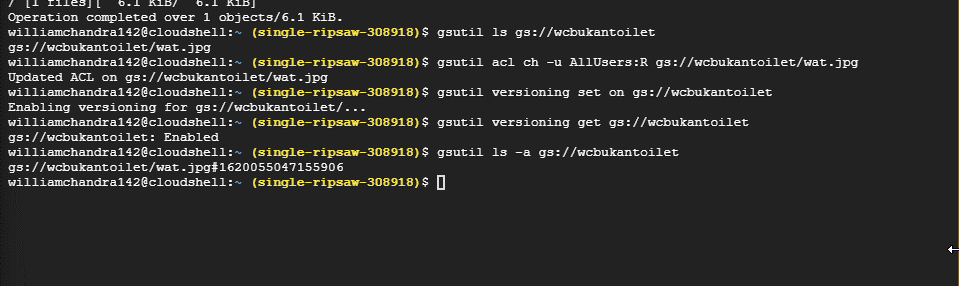 / [1 files][  6.1 KiB/  6.1 KiB]
Operation completed over 1 objects/6.1 KiB.
williamchandra142@cloudshell:~ (single-ripsaw-308918)$ gsutil ls gs://wcbukantoilet
gs://wcbukantoilet/wat.jpg
williamchandra142@cloudshell:~ (single-ripsaw-308918)$ gsutil acl ch -u AllUsers:R gs://wcbukantoilet/wat.jpg
Updated ACL on gs://wcbukantoilet/wat.jpg
williamchandra142@cloudshell:~ (single-ripsaw-308918)$ gsutil versioning set on gs://wcbukantoilet
Enabling versioning for gs://wcbukantoilet/...
williamchandra142@cloudshell:~ (single-ripsaw-308918)$ gsutil versioning get gs://wcbukantoilet
gs://wcbukantoilet: Enabled
williamchandra142@cloudshell:~ (single-ripsaw-308918)$ gsutil ls -a gs://wcbukantoilet
gs://wcbukantoilet/wat.jpg#1620055047155906
williamchandra142@cloudshell:~ (single-ripsaw-308918)$